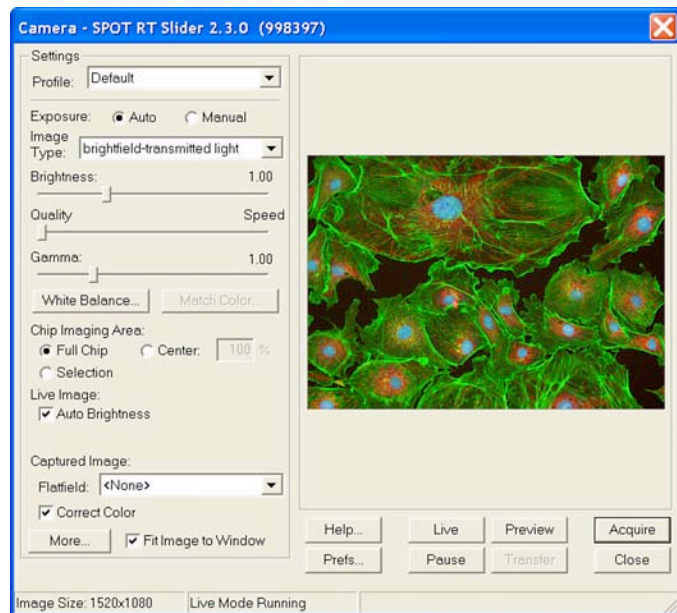 Camera - SPOT RT Slider 2.3.0 (998397)
Settings
Profile: Default
Exposure: Auto Manual
Image Type: brightfield-transmitted light
Brightness: 1.00
Quality Speed
Gamma: 1.00
White Balance... Match Color...
Chip Imaging Area:
Full Chip Center: 100 %
Selection
Live Image:
Auto Brightness
Captured Image:
Flatfield: <None>
Correct Color
More... Fit Image to Window
Help... Live Preview Acquire
Prefs... Pause Transfer Close
Image Size: 1520x1080 Live Mode Running